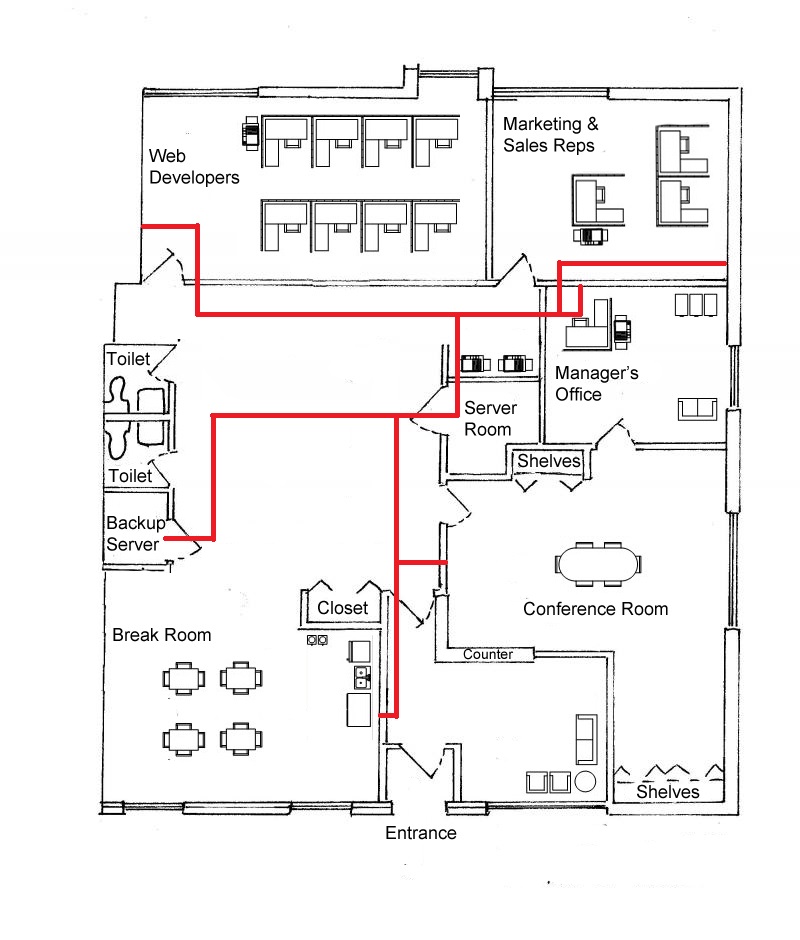 Marketing &
Sales Reps
Web
Developers
Toilet
Manager's
Office
Server
Room
Shelves
Toilet
Backup
Server
Closet
Conference Room
Break Room
Counter
Shelves
Entrance